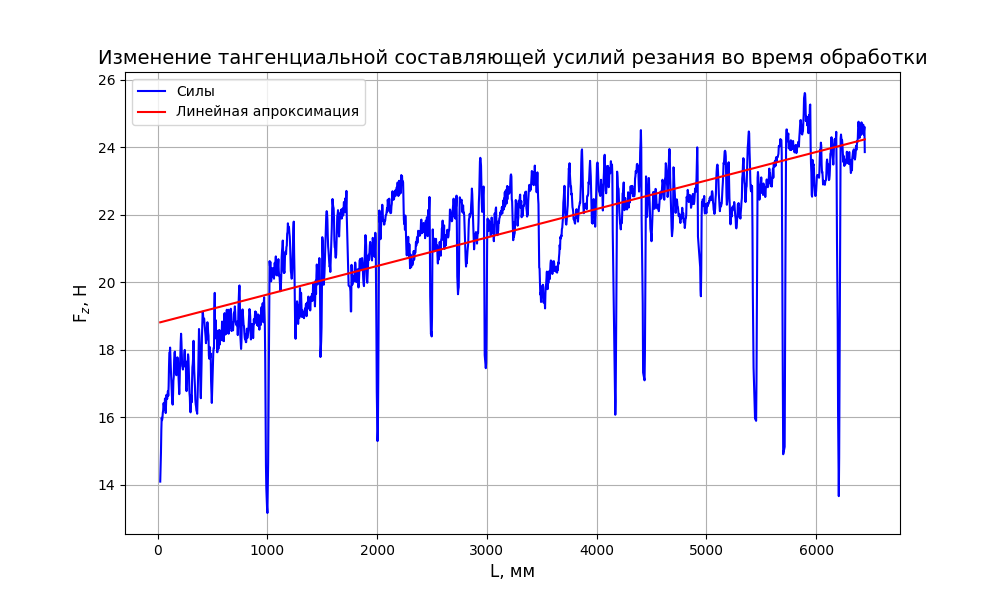 Изменение тангенциальной составляющей усилий резания во время обработки
Силы
Линейная апроксимация
26
24
22
20
18
16
14
F_z, Н
0
1000
2000
3000
4000
5000
6000
L, мм